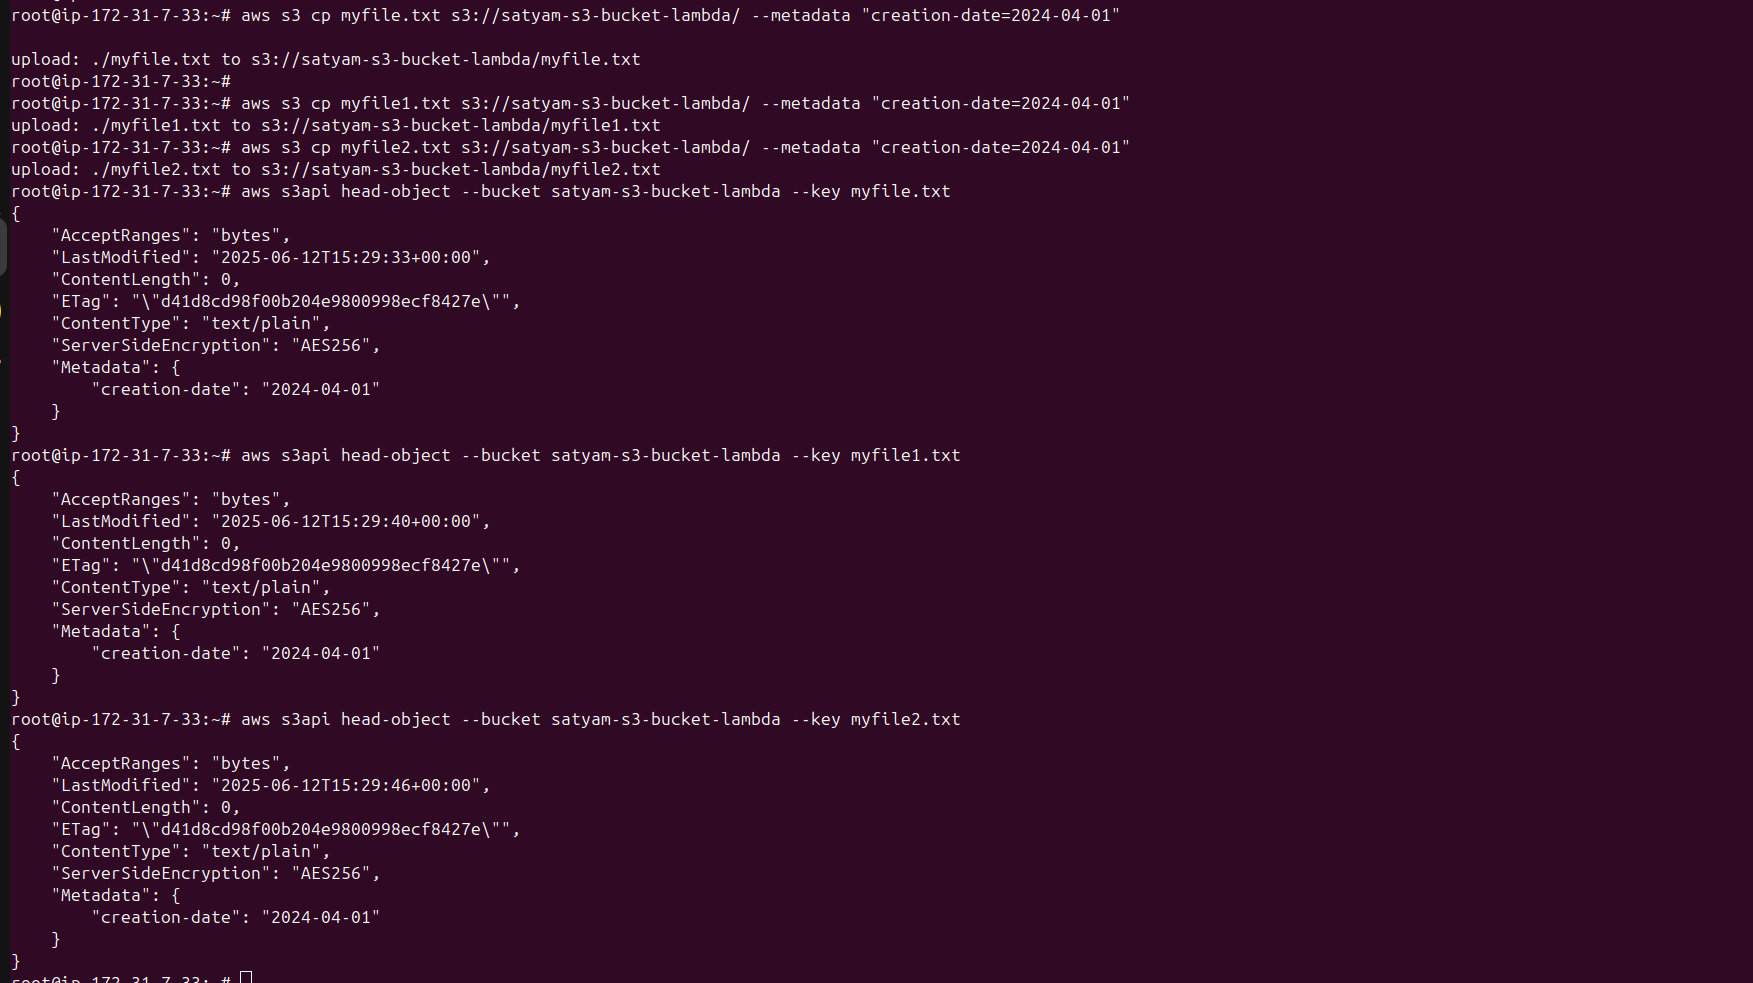 root@ip-172-31-7-33:~# aws s3 cp myfile.txt s3://satyam-s3-bucket-lambda/ --metadata "creation-date=2024-04-01"
upload: ./myfile.txt to s3://satyam-s3-bucket-lambda/myfile.txt
root@ip-172-31-7-33:~#
root@ip-172-31-7-33:~# aws s3 cp myfile1.txt s3://satyam-s3-bucket-lambda/ --metadata "creation-date=2024-04-01"
upload: ./myfile1.txt to s3://satyam-s3-bucket-lambda/myfile1.txt
root@ip-172-31-7-33:~# aws s3 cp myfile2.txt s3://satyam-s3-bucket-lambda/ --metadata "creation-date=2024-04-01"
upload: ./myfile2.txt to s3://satyam-s3-bucket-lambda/myfile2.txt
root@ip-172-31-7-33:~# aws s3api head-object --bucket satyam-s3-bucket-lambda --key myfile.txt
{
    "AcceptRanges": "bytes",
    "LastModified": "2025-06-12T15:29:33+00:00",
    "ContentLength": 0,
    "ETag": "\"d41d8cd98f00b204e9800998ecf8427e\"",
    "ContentType": "text/plain",
    "ServerSideEncryption": "AES256",
    "Metadata": {
        "creation-date": "2024-04-01"
    }
}
root@ip-172-31-7-33:~# aws s3api head-object --bucket satyam-s3-bucket-lambda --key myfile1.txt
{
    "AcceptRanges": "bytes",
    "LastModified": "2025-06-12T15:29:40+00:00",
    "ContentLength": 0,
    "ETag": "\"d41d8cd98f00b204e9800998ecf8427e\"",
    "ContentType": "text/plain",
    "ServerSideEncryption": "AES256",
    "Metadata": {
        "creation-date": "2024-04-01"
    }
}
root@ip-172-31-7-33:~# aws s3api head-object --bucket satyam-s3-bucket-lambda --key myfile2.txt
{
    "AcceptRanges": "bytes",
    "LastModified": "2025-06-12T15:29:46+00:00",
    "ContentLength": 0,
    "ETag": "\"d41d8cd98f00b204e9800998ecf8427e\"",
    "ContentType": "text/plain",
    "ServerSideEncryption": "AES256",
    "Metadata": {
        "creation-date": "2024-04-01"
    }
}
root@ip-172-31-7-33:~#